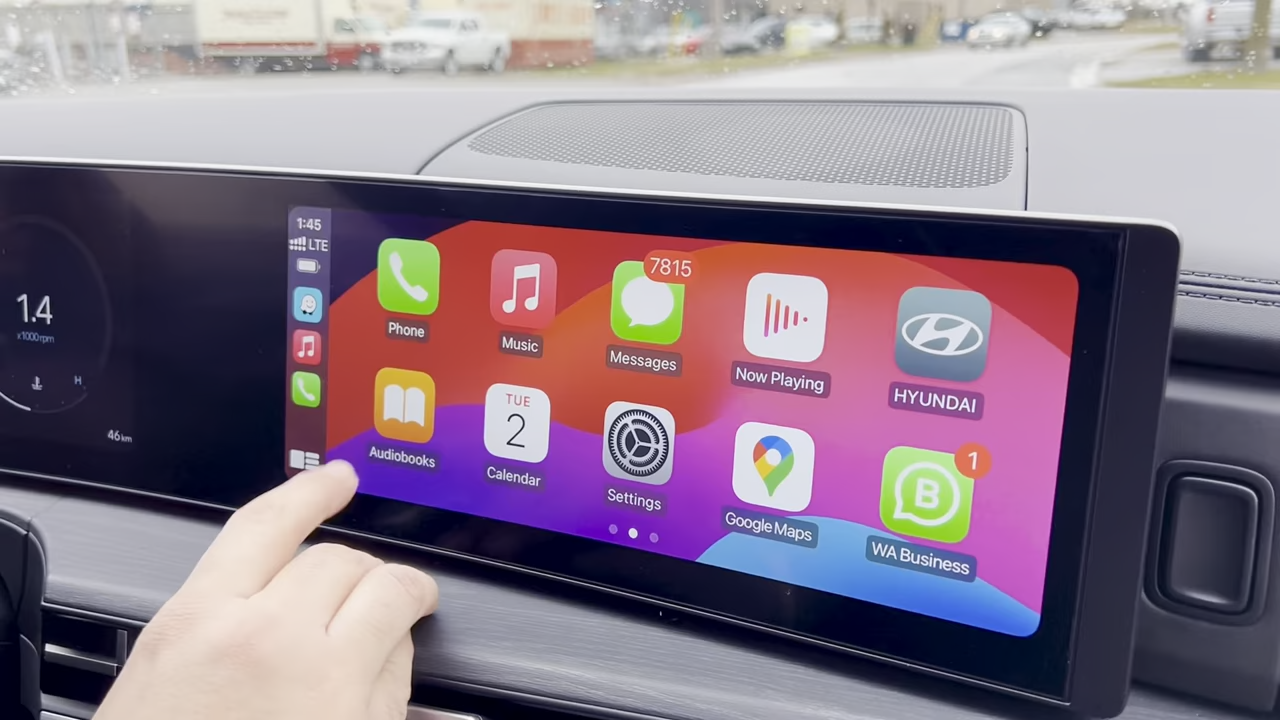 1.4
x1000rpm
H
46km
1:45
LTE
Phone
Music
7815
Messages
Now Playing
HYUNDAI
Audiobooks
TUE
2
Calendar
Settings
Google Maps
B
1
WA Business